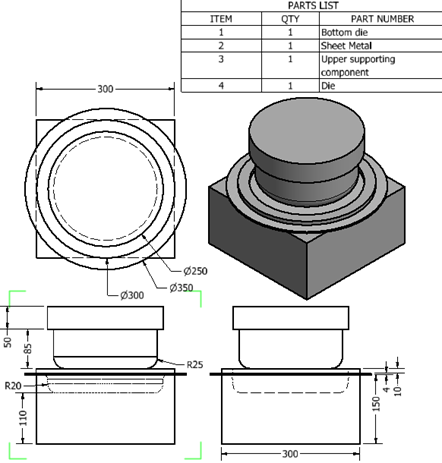 PARTS LIST
ITEM QTY PART NUMBER
1 1 Bottom die
2 1 Sheet Metal
3 1 Upper supporting
component
4 1 Die
300
Ø250
Ø300
Ø350
50
85
R25
R20
110
4
10
150
300